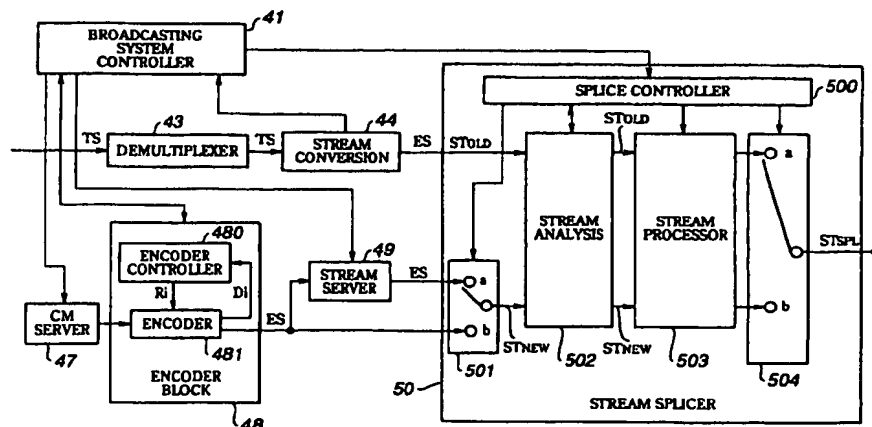 41
BROADCASTING
SYSTEM
CONTROLLER
TS
43
DEMULTIPLEXER
TS
44
STREAM
CONVERSION
ES
STOLD
SPLICE CONTROLLER
500
STOLD
STREAM
ANALYSIS
502
STREAM
PROCESSOR
503
a
b
504
STSPL
480
ENCODER
CONTROLLER
Ri
Di
ENCODER
481
ES
ENCODER
BLOCK
48
CM
SERVER
47
49
STREAM
SERVER
ES
a
b
501
STNEW
STNEW
50
STREAM SPLICER